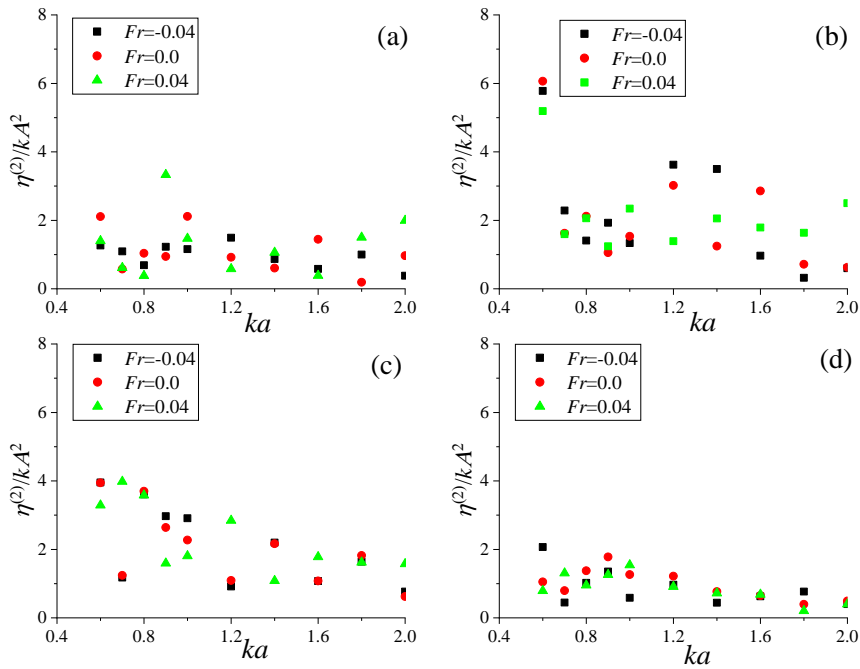 8
6
4
2
0
η⁽²⁾/kA²
Fr=-0.04
Fr=0.0
Fr=0.04
(a)
0.4 0.8 1.2 1.6 2.0
ka
8
6
4
2
0
η⁽²⁾/kA²
Fr=-0.04
Fr=0.0
Fr=0.04
(b)
0.4 0.8 1.2 1.6 2.0
ka
8
6
4
2
0
η⁽²⁾/kA²
Fr=-0.04
Fr=0.0
Fr=0.04
(c)
0.4 0.8 1.2 1.6 2.0
ka
8
6
4
2
0
η⁽²⁾/kA²
Fr=-0.04
Fr=0.0
Fr=0.04
(d)
0.4 0.8 1.2 1.6 2.0
ka